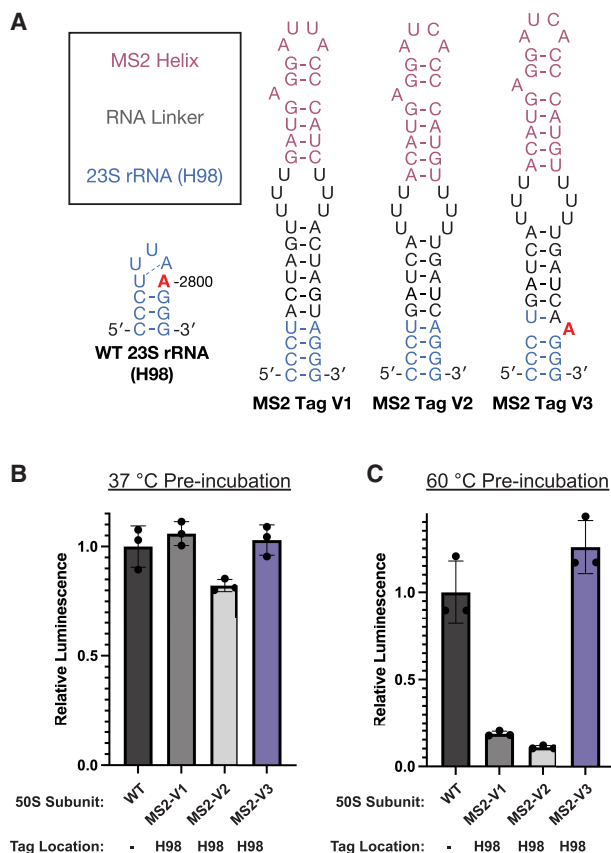 A
MS2 Helix
RNA Linker
23S rRNA (H98)
U U
U A
U A -2800
C-G
C-G
5′-C-G-3′
WT 23S rRNA
(H98)
U U
A A
G-C
G-C
A
G-C
U-A
A-U
G-C
U U
U U
U U
U-A
G-C
A-U
U-A
C-G
A-U
U-A
C-G
C-G
5′-C-G-3′
MS2 Tag V1
U C
A A
G-C
G-C
A
G-C
U-A
A-U
C-G
A-U
U U
U U
U U
A-U
C-G
U-A
A-U
G-C
U-A
C-G
C-G
5′-C-G-3′
MS2 Tag V2
U C
A A
G-C
G-C
A
G-C
U-A
A-U
C-G
A-U
U U
U U
U U
A-U
C-G
U-A
A-U
G-C
U-A
A
G
C-G
5′-C-G-3′
MS2 Tag V3
B
37 °C Pre-incubation
Relative Luminescence
1.0
0.5
0.0
50S Subunit: WT MS2-V1 MS2-V2 MS2-V3
Tag Location: - H98 H98 H98
C
60 °C Pre-incubation
Relative Luminescence
1.0
0.5
0.0
50S Subunit: WT MS2-V1 MS2-V2 MS2-V3
Tag Location: - H98 H98 H98